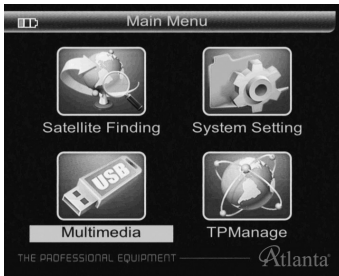 Main Menu
Satellite Finding
System Setting
USB
Multimedia
TPManage
THE PROFESSIONAL EQUIPMENT
Atlanta